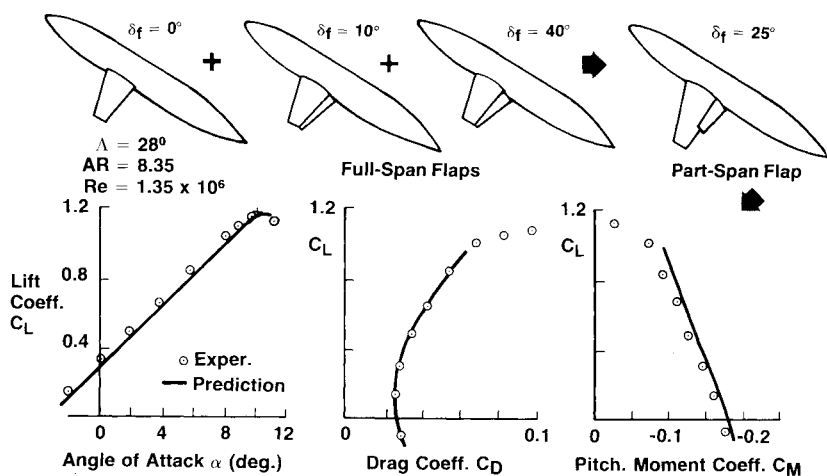 δf = 0° + δf = 10° + δf = 40° δf = 25°
Λ = 28⁰
AR = 8.35
Re = 1.35 x 10⁶
Full-Span Flaps
Part-Span Flap
Lift Coeff. CL
1.2
0.8
0.4
0 4 8 12
Angle of Attack α (deg.)
Exper.
Prediction
1.2
CL
0 0.1
Drag Coeff. CD
1.2
CL
0 -0.1 -0.2
Pitch. Moment Coeff. CM